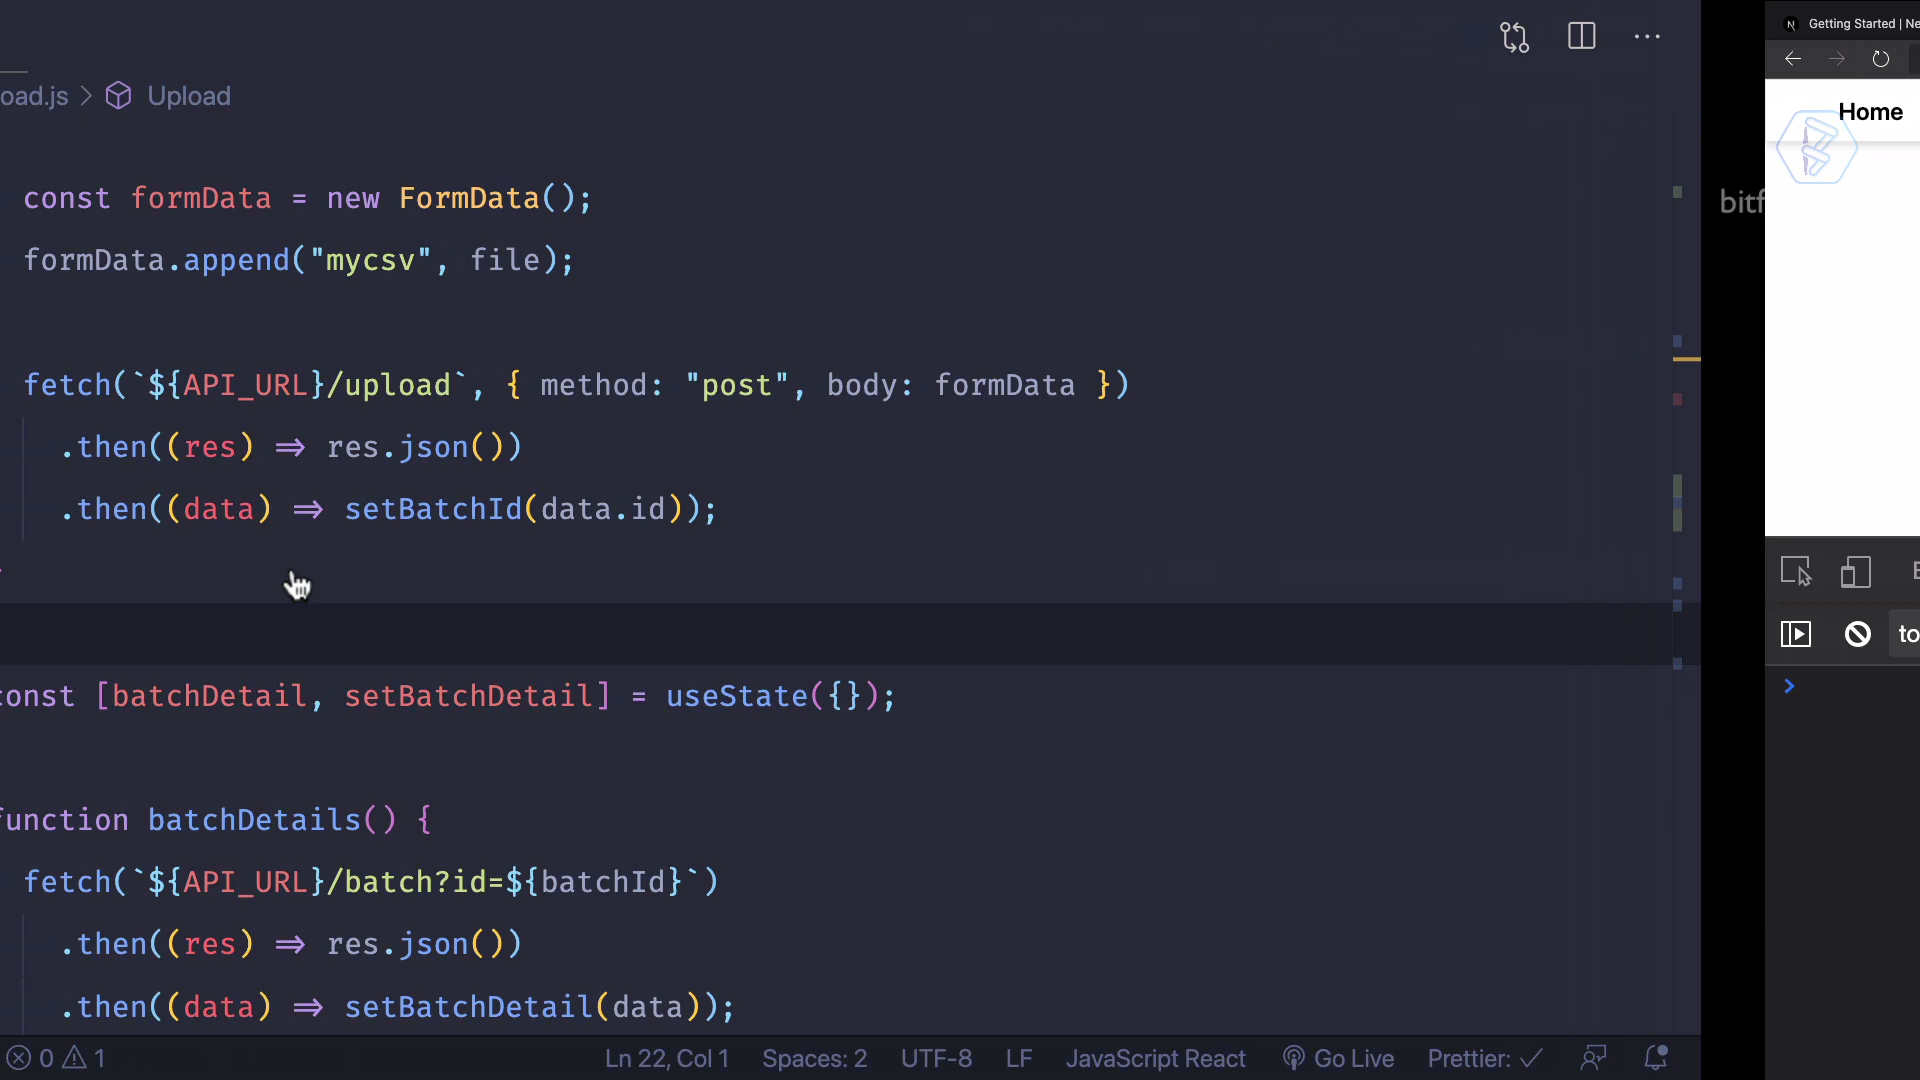 Getting Started | Ne
oad.js > Upload
Home
const formData = new FormData();
bitf
formData.append("mycsv", file);
fetch(`${API_URL}/upload`, { method: "post", body: formData })
.then((res) => res.json())
.then((data) => setBatchId(data.id));
to
const [batchDetail, setBatchDetail] = useState({});
function batchDetails() {
fetch(`${API_URL}/batch?id=${batchId}`)
.then((res) => res.json())
.then((data) => setBatchDetail(data));
0 1 Ln 22, Col 1 Spaces: 2 UTF-8 LF JavaScript React Go Live Prettier: ✓